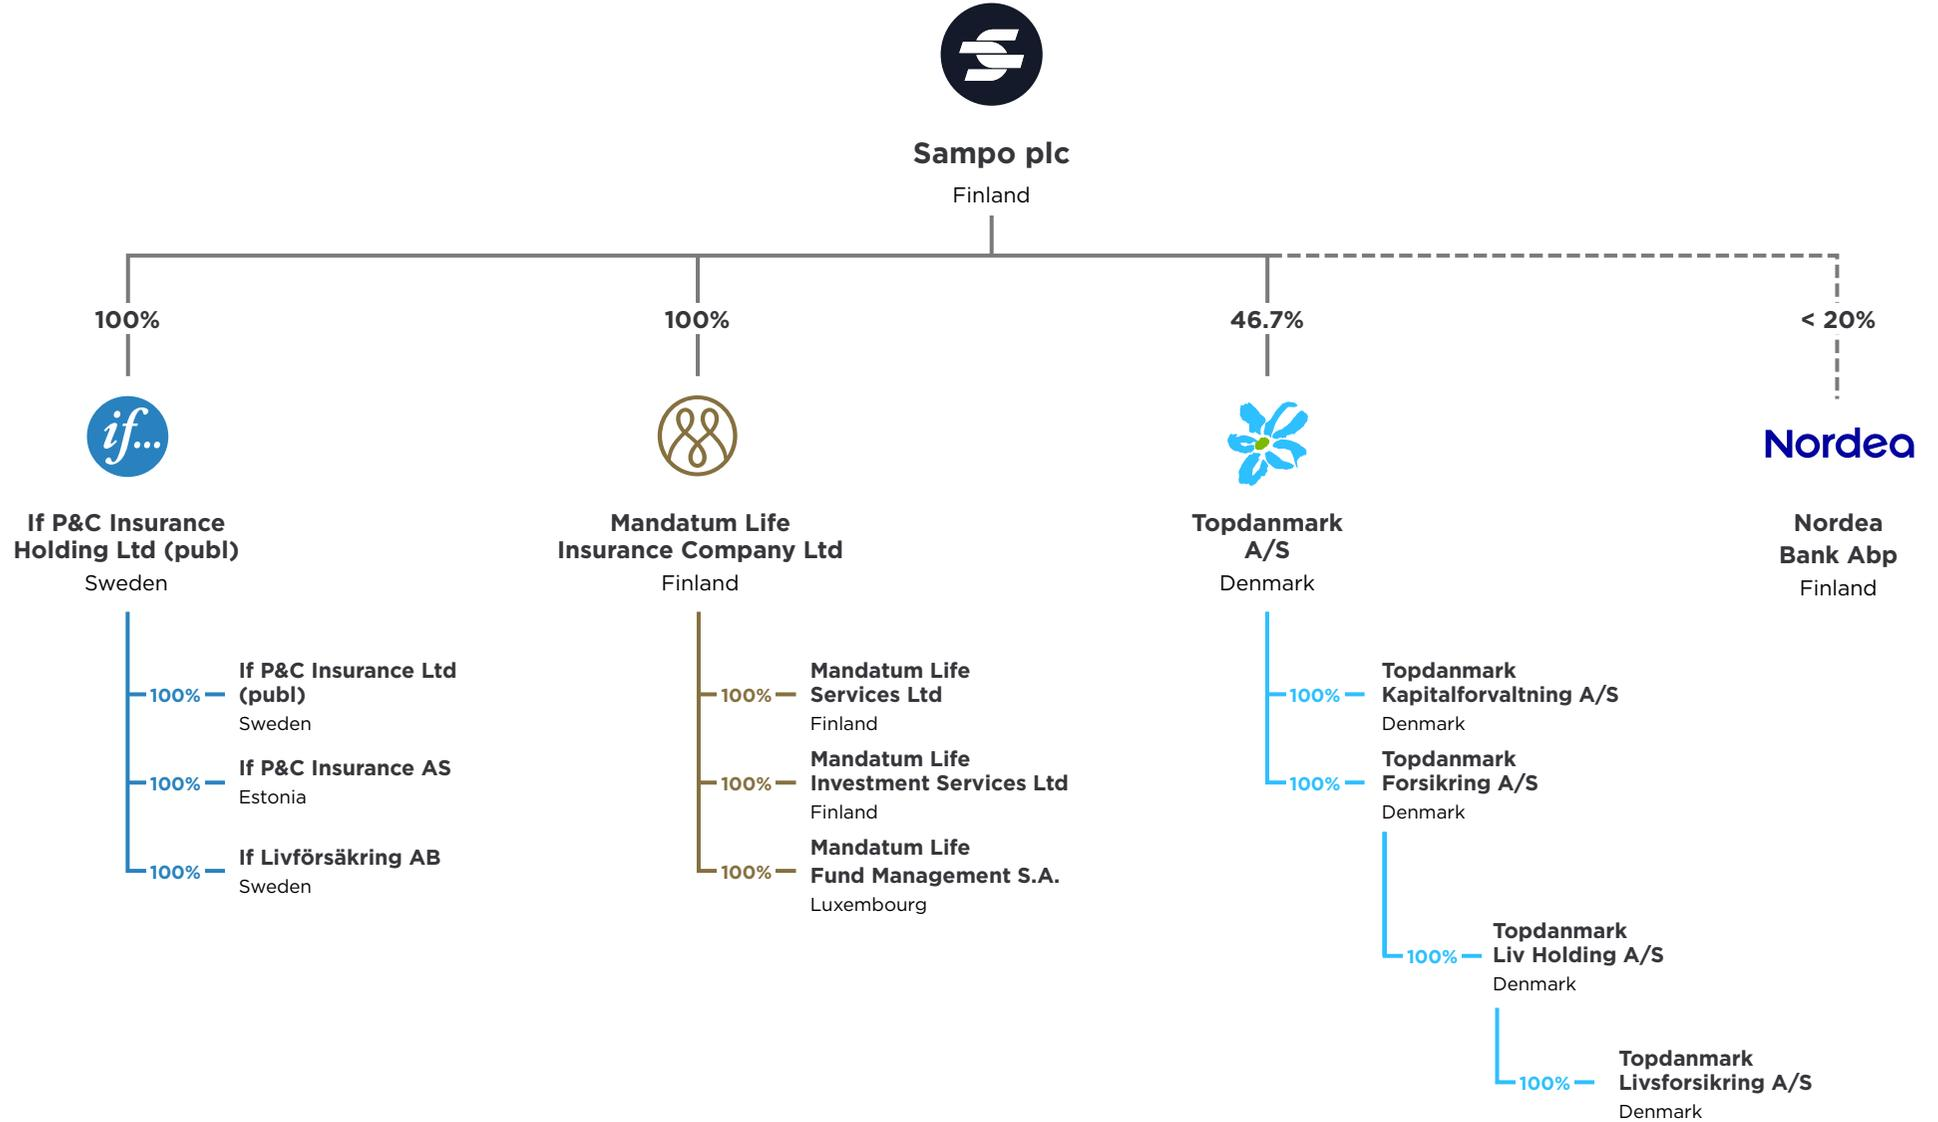 Sampo plc
Finland
100%
100%
46.7%
< 20%
if...
Nordea
If P&C Insurance
Holding Ltd (publ)
Sweden
Mandatum Life
Insurance Company Ltd
Finland
Topdanmark
A/S
Denmark
Nordea
Bank Abp
Finland
100%
If P&C Insurance Ltd
(publ)
Sweden
100%
If P&C Insurance AS
Estonia
100%
If Livförsäkring AB
Sweden
100%
Mandatum Life
Services Ltd
Finland
100%
Mandatum Life
Investment Services Ltd
Finland
100%
Mandatum Life
Fund Management S.A.
Luxembourg
100%
Topdanmark
Kapitalforvaltning A/S
Denmark
100%
Topdanmark
Forsikring A/S
Denmark
100%
Topdanmark
Liv Holding A/S
Denmark
100%
Topdanmark
Livsforsikring A/S
Denmark